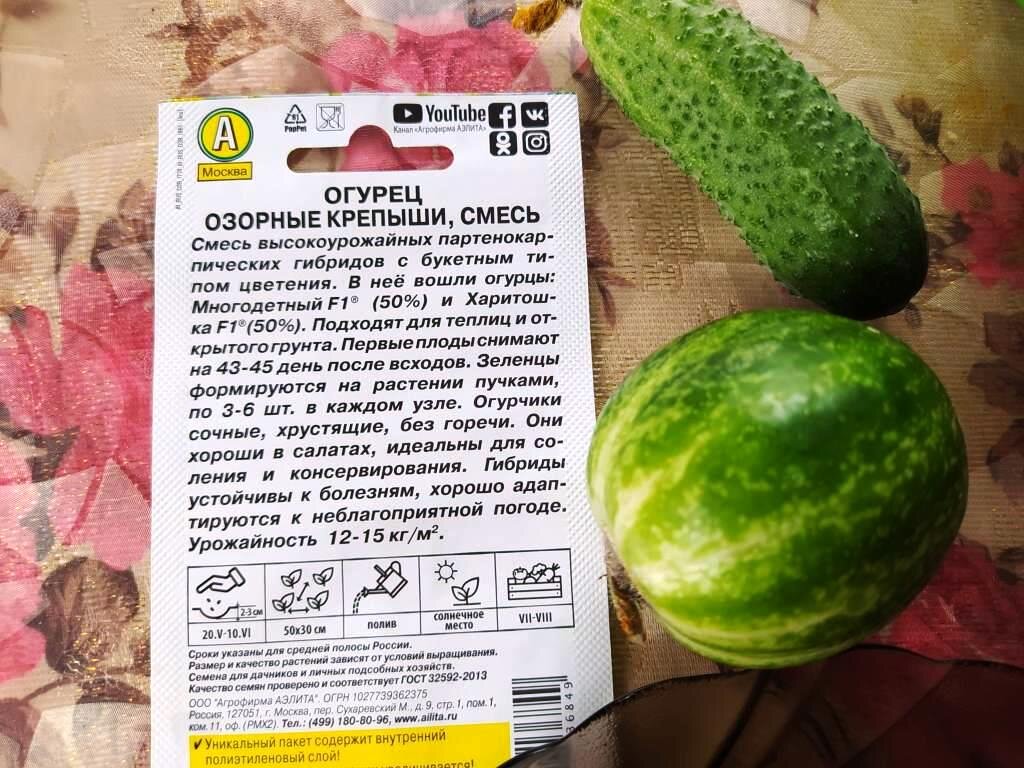 А
Москва
PapPet
YouTube
Канал «Агрофирма АЭЛИТА»
ОГУРЕЦ
ОЗОРНЫЕ КРЕПЫШИ, СМЕСЬ
Смесь высокоурожайных партенокар-
пических гибридов с букетным ти-
пом цветения. В неё вошли огурцы:
Многодетный F1® (50%) и Харитош-
ка F1®(50%). Подходят для теплиц и от-
крытого грунта. Первые плоды снимают
на 43-45 день после всходов. Зеленцы
формируются на растении пучками,
по 3-6 шт. в каждом узле. Огурчики
сочные, хрустящие, без горечи. Они
хороши в салатах, идеальны для со-
ления и консервирования. Гибриды
устойчивы к болезням, хорошо адап-
тируются к неблагоприятной погоде.
Урожайность 12-15 кг/м².
2-3 см
20.V-10.VI
50х30 см
полив
солнечное
место
VII-VIII
Сроки указаны для средней полосы России.
Размер и качество растений зависят от условий выращивания.
Семена для дачников и личных подсобных хозяйств.
Качество семян проверено и соответствует ГОСТ 32592-2013
ООО "Агрофирма АЭЛИТА". ОГРН 1027739362375
Россия, 127051, г. Москва, пер. Сухаревский М., д. 9, стр. 1, пом. 1,
ком. 11, оф. (РМХ2). Тел.: (499) 180-80-96, www.ailita.ru
✔Уникальный пакет содержит внутренний
полиэтиленовый слой!
36849